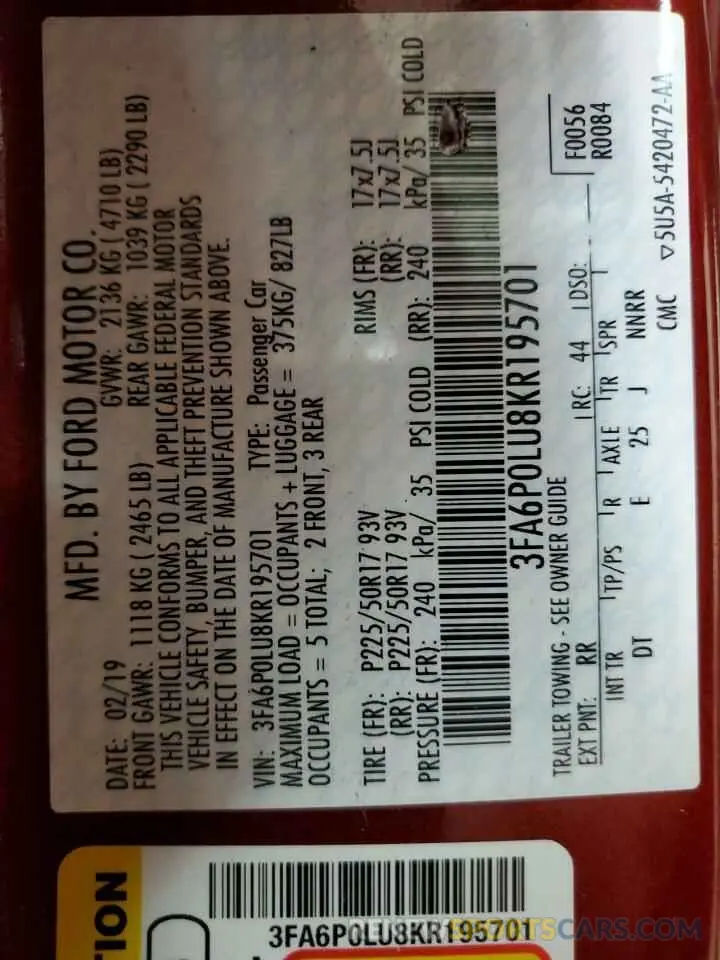 MFD. BY FORD MOTOR CO.
DATE: 02/19 GVWR: 2136 KG ( 4710 LB)
FRONT GAWR: 1118 KG ( 2465 LB) REAR GAWR: 1039 KG ( 2290 LB)
THIS VEHICLE CONFORMS TO ALL APPLICABLE FEDERAL MOTOR
VEHICLE SAFETY, BUMPER, AND THEFT PREVENTION STANDARDS
IN EFFECT ON THE DATE OF MANUFACTURE SHOWN ABOVE.
VIN: 3FA6P0LU8KR195701 TYPE: Passenger Car
MAXIMUM LOAD = OCCUPANTS + LUGGAGE = 375KG/ 827LB
OCCUPANTS = 5 TOTAL; 2 FRONT, 3 REAR
TIRE (FR): P225/50R17 93V RIMS (FR): 17x7.5J
(RR): P225/50R17 93V (RR): 17x7.5J
PRESSURE (FR): 240 kPa/ 35 PSI COLD (RR): 240 kPa/ 35 PSI COLD
3FA6P0LU8KR195701
TRAILER TOWING - SEE OWNER GUIDE
F0056
EXT PNT: RR RC: 44 DSO:
R0084
INT TR TP/PS R AXLE TR SPR
DT E 25 J NNRR
CMC ▽5U5A-5420472-AA
TION
3FA6P0LU8KR195701